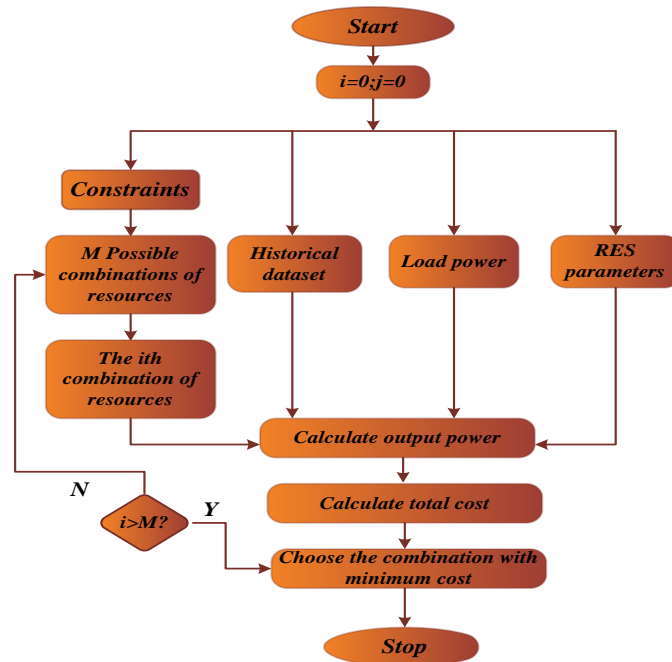 Start
i=0;j=0
Constraints
M Possible
combinations of
resources
Historical
dataset
Load power
RES
parameters
The ith
combination of
resources
Calculate output power
N
i>M?
Y
Calculate total cost
Choose the combination with
minimum cost
Stop